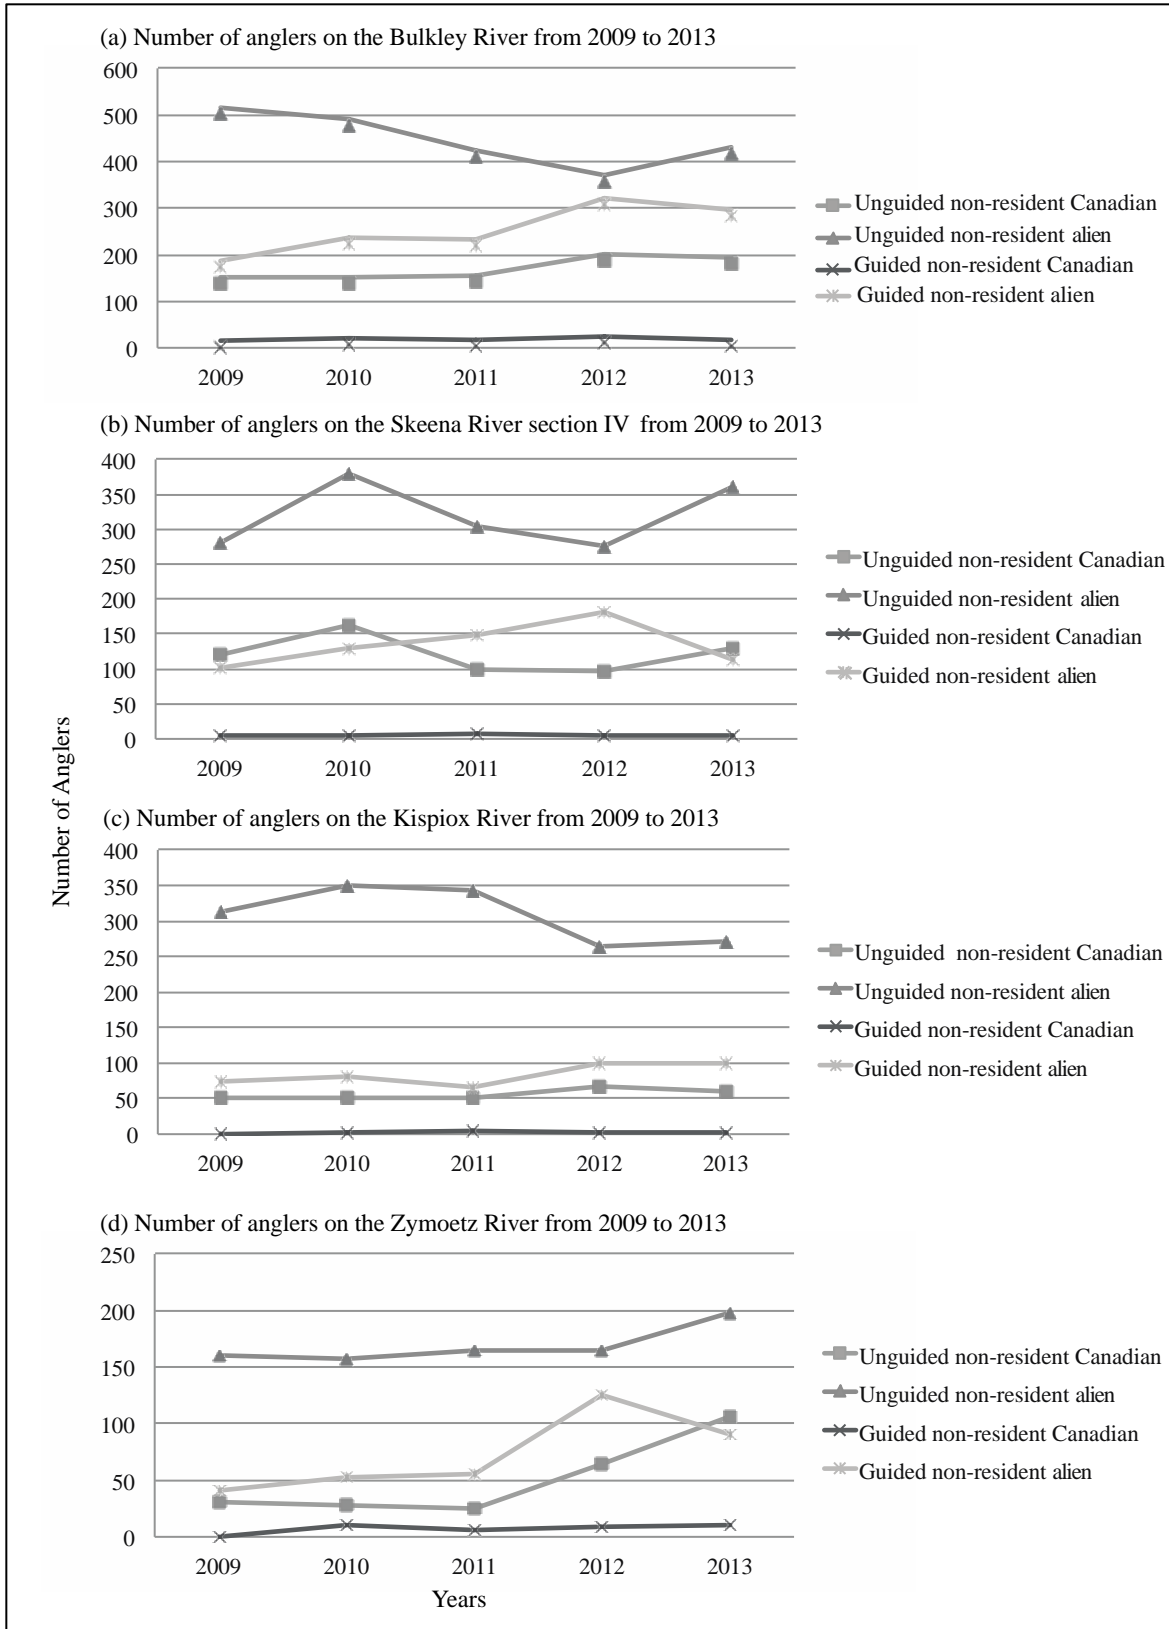 (a) Number of anglers on the Bulkley River from 2009 to 2013
600
500
400
300
200
100
0
2009 2010 2011 2012 2013
Unguided non-resident Canadian
Unguided non-resident alien
Guided non-resident Canadian
Guided non-resident alien
(b) Number of anglers on the Skeena River section IV from 2009 to 2013
400
350
300
250
200
150
100
50
0
2009 2010 2011 2012 2013
Unguided non-resident Canadian
Unguided non-resident alien
Guided non-resident Canadian
Guided non-resident alien
Number of Anglers
(c) Number of anglers on the Kispiox River from 2009 to 2013
400
350
300
250
200
150
100
50
0
2009 2010 2011 2012 2013
Unguided non-resident Canadian
Unguided non-resident alien
Guided non-resident Canadian
Guided non-resident alien
(d) Number of anglers on the Zymoetz River from 2009 to 2013
250
200
150
100
50
0
2009 2010 2011 2012 2013
Unguided non-resident Canadian
Unguided non-resident alien
Guided non-resident Canadian
Guided non-resident alien
Years